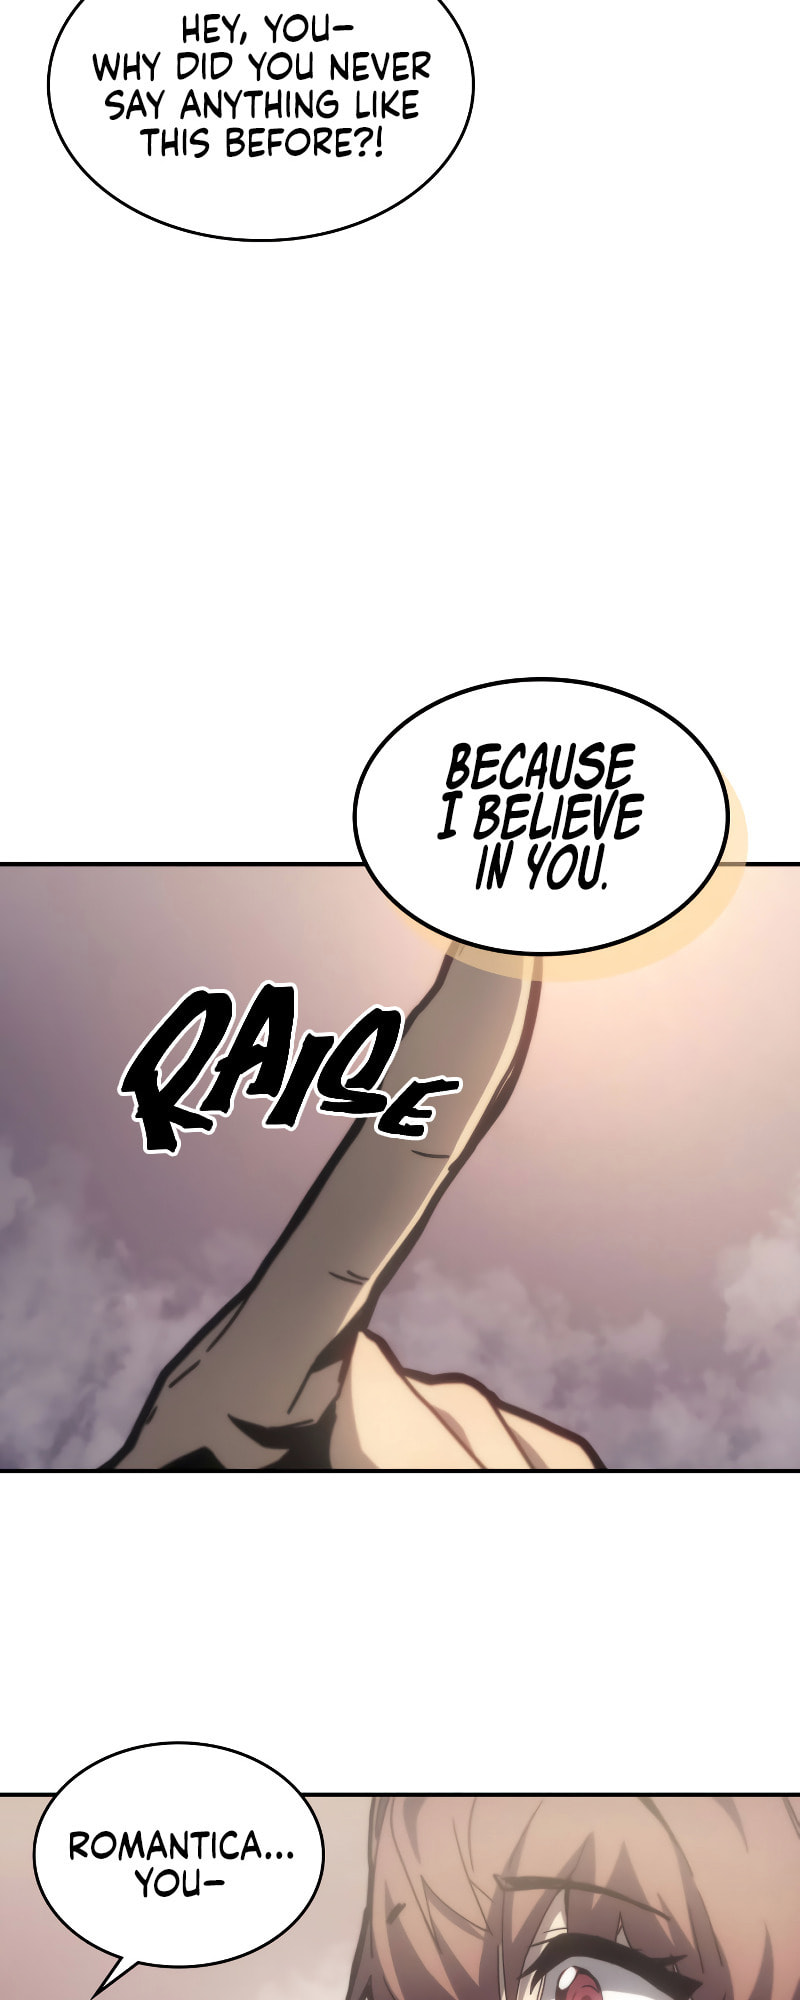 HEY, YOU-
WHY DID YOU NEVER
SAY ANYTHING LIKE
THIS BEFORE?!
BECAUSE
I BELIEVE
IN YOU.
RAISE
ROMANTICA...
YOU-